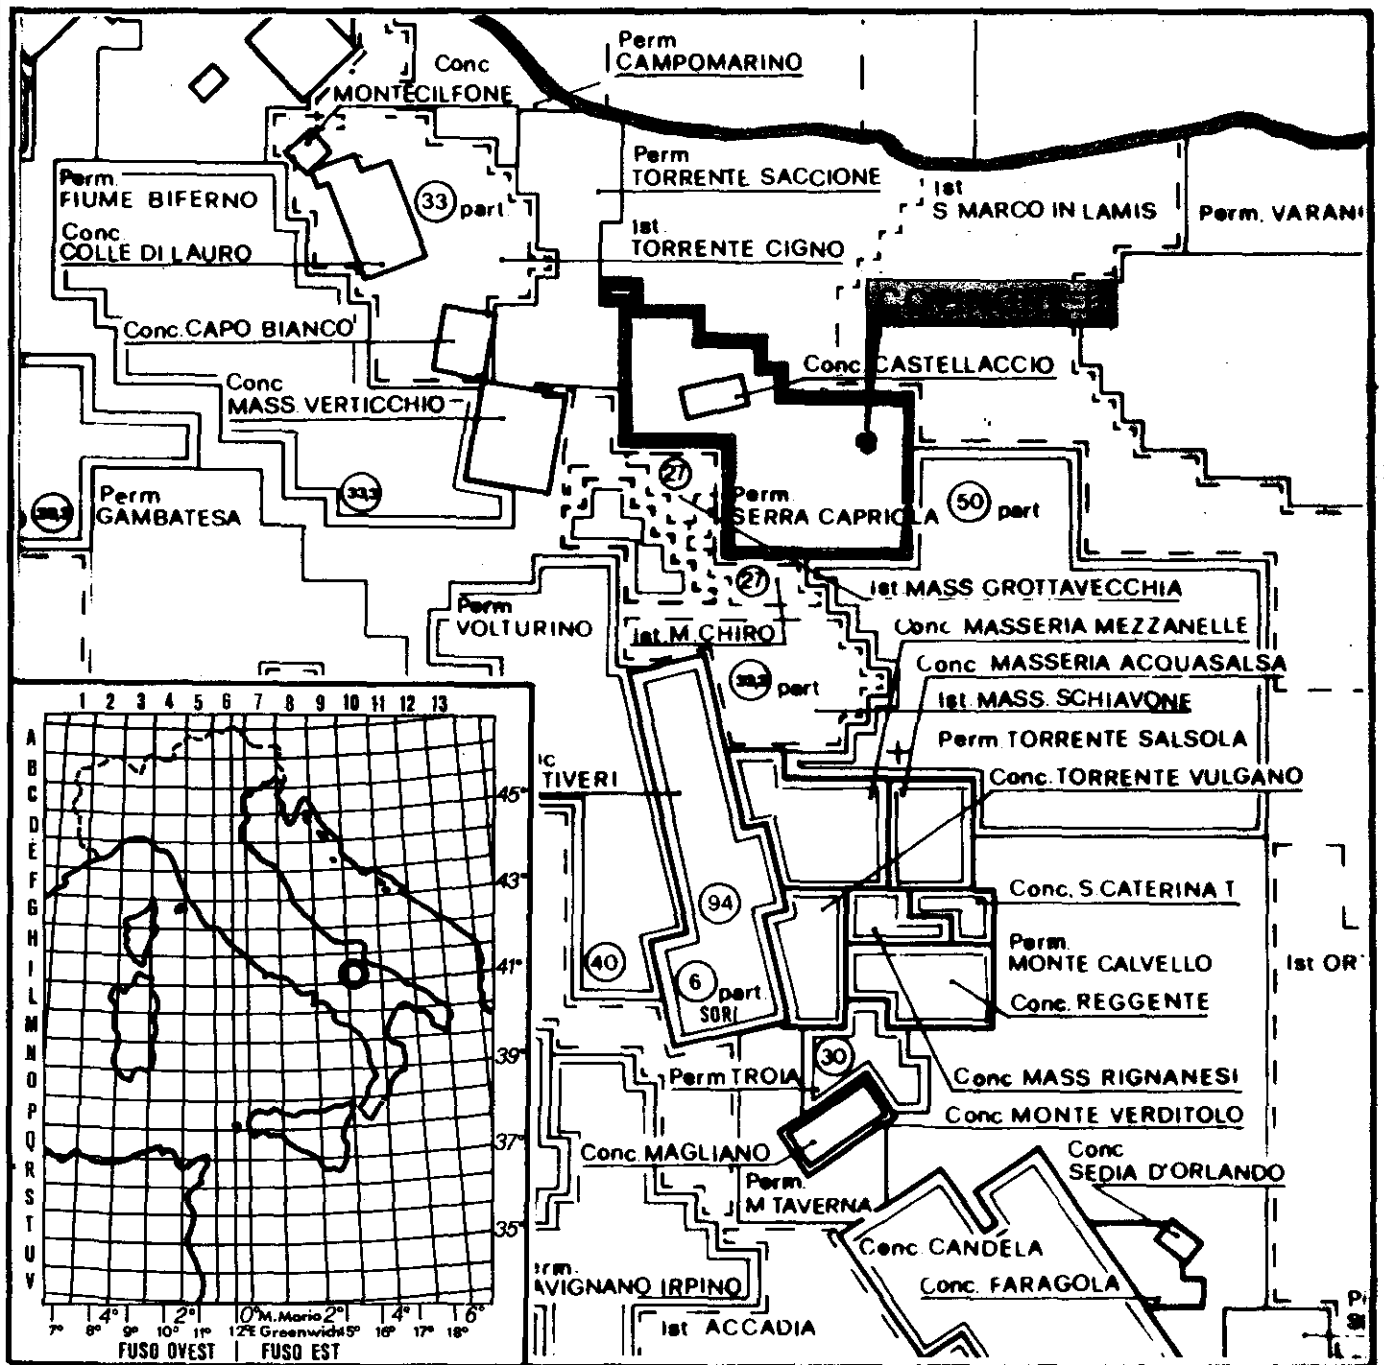 Perm
CAMPOMARINO
Conc
MONTECILFONE
Perm.
FIUME BIFERNO
33 part.
Perm
TORRENTE SACCIONE
Ist
S MARCO IN LAMIS
Perm. VARAN
Conc.
COLLE DI LAURO
Ist.
TORRENTE CIGNO
Conc. CAPO BIANCO
Conc. CASTELLACCIO
Conc
MASS. VERTICCHIO
27
33,3
Perm
GAMBATESA
Perm.
SERRA CAPRIOLA
50 part
27
Ist MASS GROTTAVECCHIA
Perm
VOLTURINO
Ist. M CHIRO
Conc MASSERIA MEZZANELLE
Conc. MASSERIA ACQUASALSA
part
Ist. MASS. SCHIAVONE
Perm. TORRENTE SALSOLA
Conc. TORRENTE VULGANO
TIVERI
94
Conc. S. CATERINA T
40
6 part.
SORI
Perm.
MONTE CALVELLO
Ist OR
Conc. REGGENTE
Perm TROIA
30
Conc MASS RIGNANESI
Conc MONTE VERDITOLO
Conc. MAGLIANO
Conc
SEDIA D'ORLANDO
Perm.
M TAVERNA
Conc. CANDELA
Conc. FARAGOLA
AVIGNANO IRPINO
Ist ACCADIA
1 2 3 4 5 6 7 8 9 10 11 12 13
A
B
C
D
E
F
G
H
I
L
M
N
O
P
Q
R
S
T
U
V
45°
43°
41°
39°
37°
35°
4° 2° 0° M. Mario 2° 4° 6°
7° 8° 9° 10° 11° 12°E Greenwich 15° 16° 17° 18°
FUSO OVEST | FUSO EST